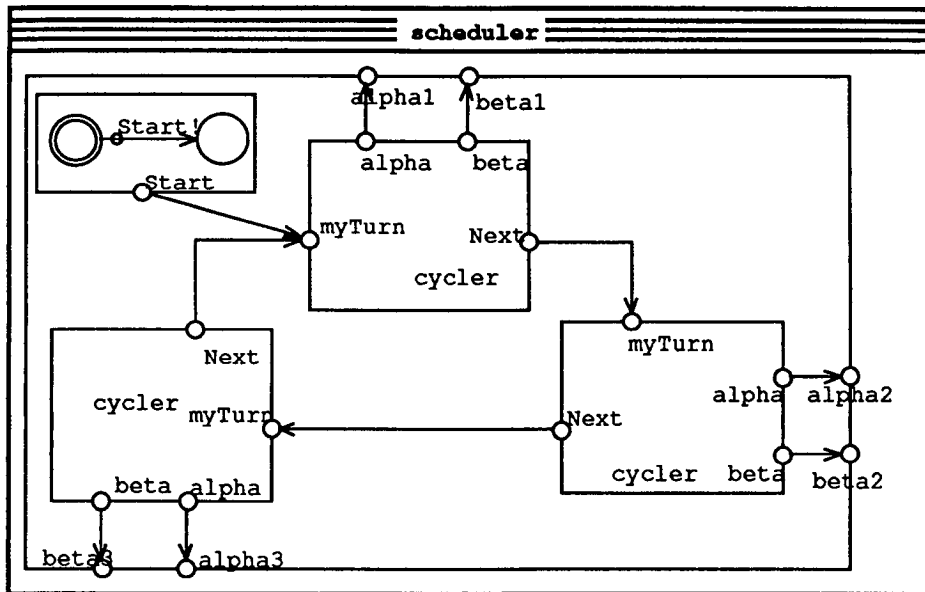 scheduler
alpha1
beta1
Start!
Start
alpha
beta
myTurn
Next
cycler
Next
cycler
myTurn
beta
alpha
beta3
alpha3
myTurn
alpha
alpha2
Next
cycler
beta
beta2